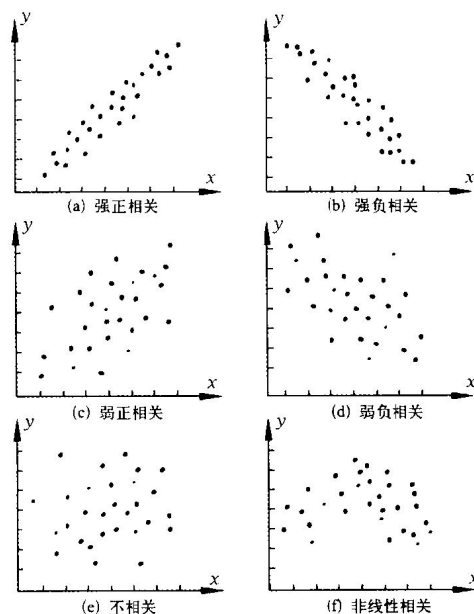 y
y
x
x
(a) 强正相关
(b) 强负相关
y
y
x
x
(c) 弱正相关
(d) 弱负相关
y
y
x
x
(e) 不相关
(f) 非线性相关